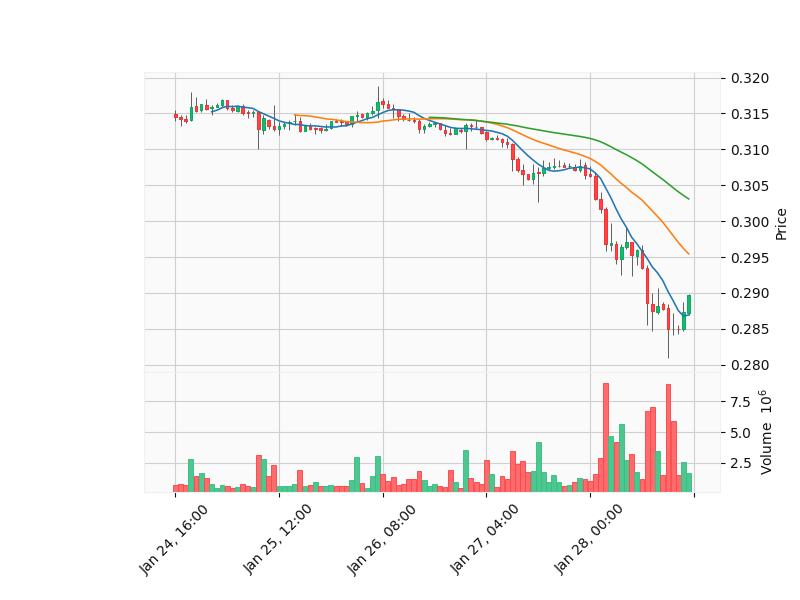 0.320
0.315
0.310
0.305
0.300
0.295
0.290
0.285
0.280
Price
7.5
5.0
2.5
Volume 10^6
Jan 24, 16:00
Jan 25, 12:00
Jan 26, 08:00
Jan 27, 04:00
Jan 28, 00:00